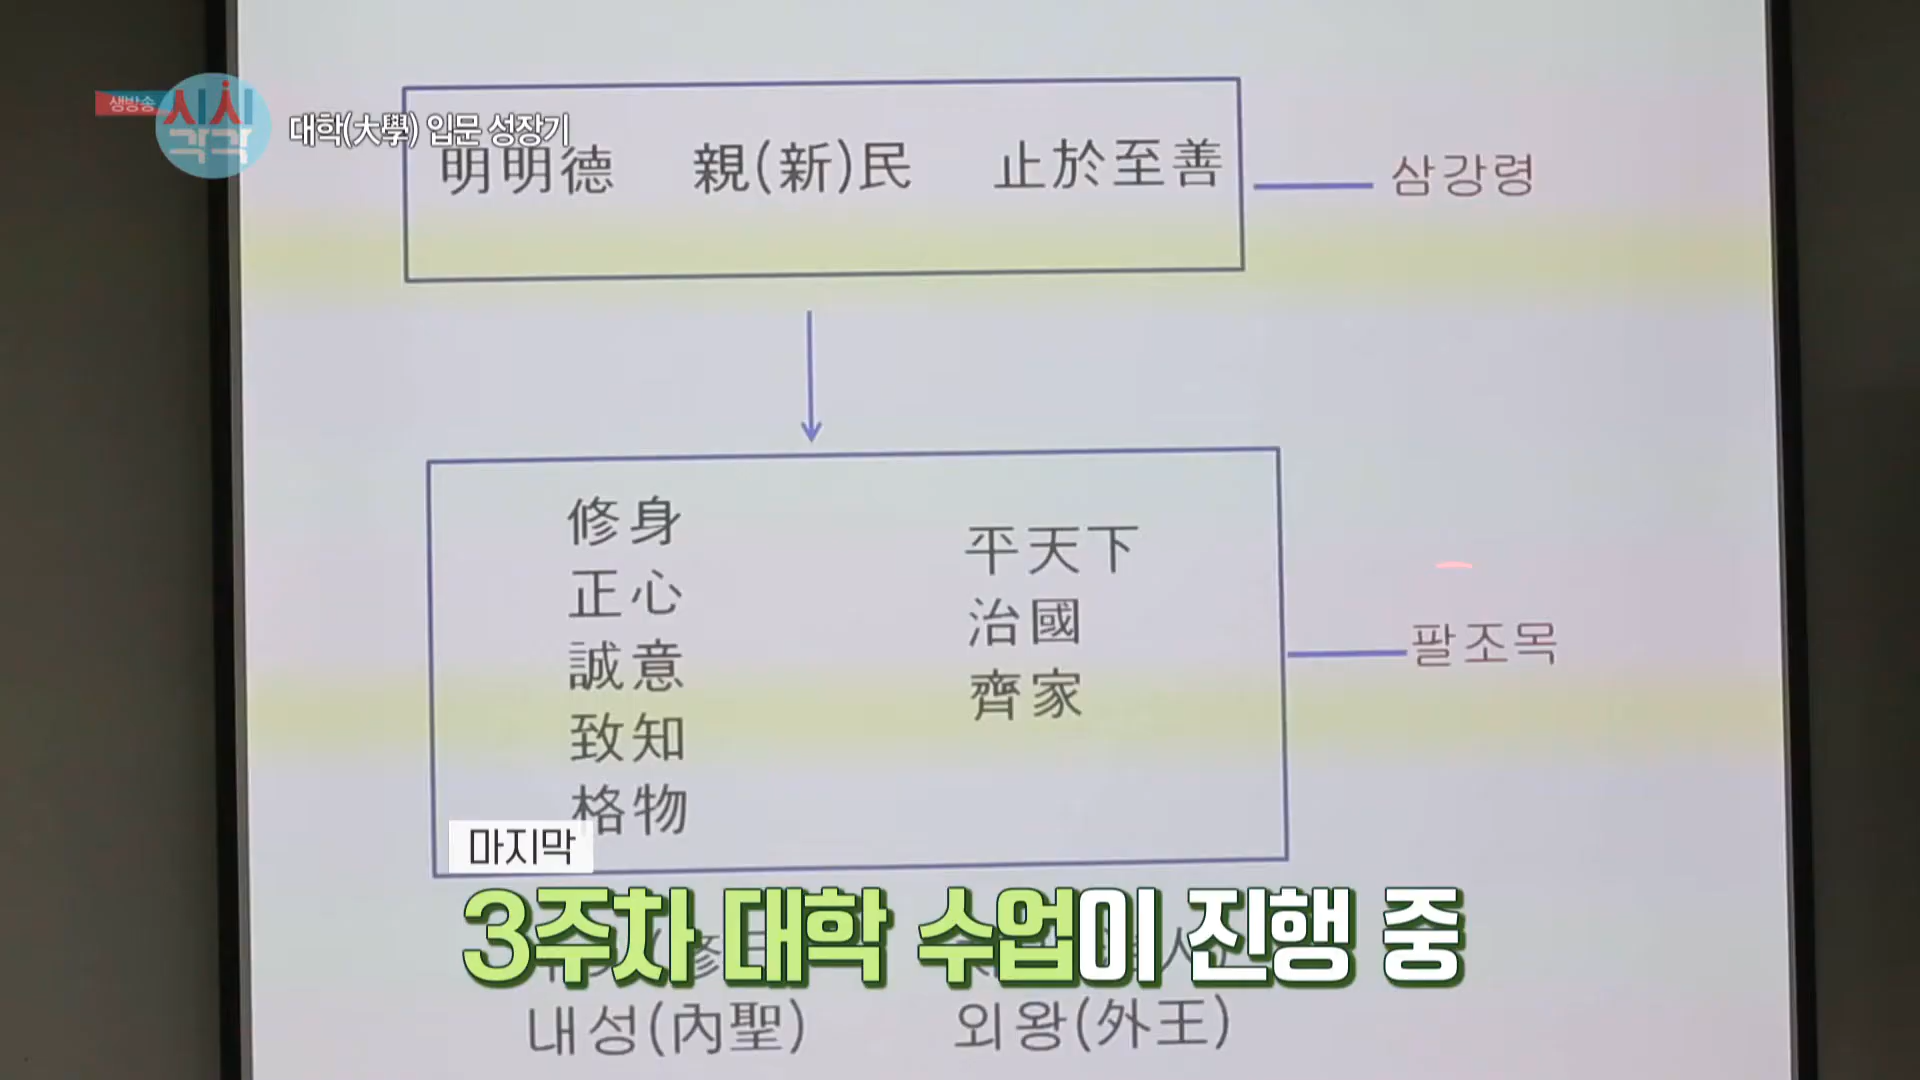 생방송 시시각각
대학(大學) 입문 성장기
明明德 親(新)民 止於至善 삼강령
修身
正心
誠意
致知
格物
平天下
治國
齊家
팔조목
마지막
3주차 대학 수업이 진행 중
내성(內聖) 외왕(外王)